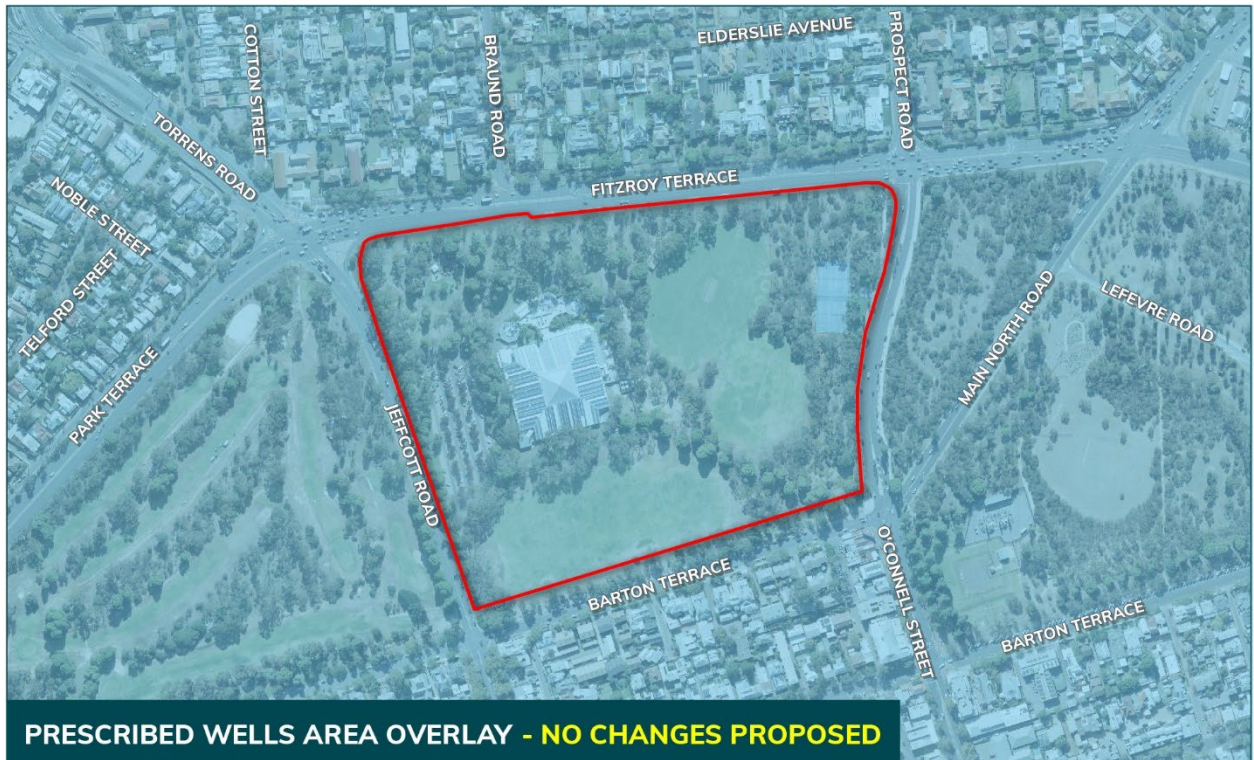 COTTON STREET
BRAUND ROAD
ELDERSLIE AVENUE
PROSPECT ROAD
TORRENS ROAD
NOBLE STREET
TELFORD STREET
FITZROY TERRACE
PARK TERRACE
JEFFCOTT ROAD
MAIN NORTH ROAD
LEFEVRE ROAD
BARTON TERRACE
O'CONNELL STREET
BARTON TERRACE
PRESCRIBED WELLS AREA OVERLAY - NO CHANGES PROPOSED